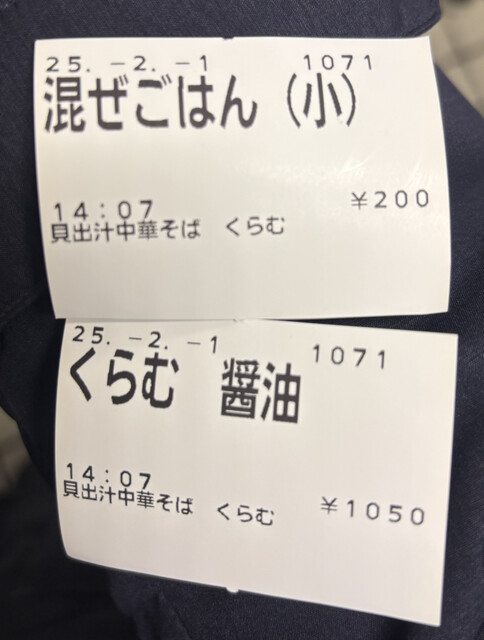 25. -2. -1 1071
混ぜごはん(小)
¥200
14:07
貝出汁中華そば くらむ
25. -2. -1 1071
くらむ 醤油
14:07
貝出汁中華そば くらむ ¥1050